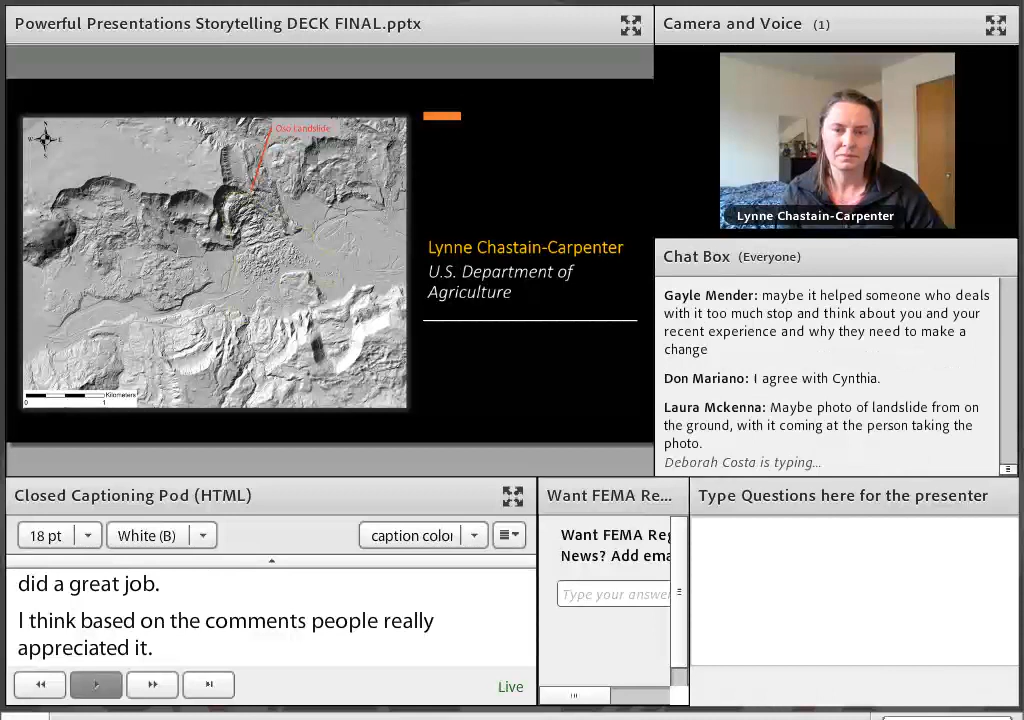 Powerful Presentations Storytelling DECK FINAL.pptx
Oso Landslide
N
W
E
S
Kilometers
0
1
Lynne Chastain-Carpenter
U.S. Department of
Agriculture
Camera and Voice (1)
Lynne Chastain-Carpenter
Chat Box (Everyone)
Gayle Mender: maybe it helped someone who deals
with it too much stop and think about you and your
recent experience and why they need to make a
change
Don Mariano: I agree with Cynthia.
Laura Mckenna: Maybe photo of landslide from on
the ground, with it coming at the person taking the
photo.
Deborah Costa is typing...
Closed Captioning Pod (HTML)
18 pt
White (B)
caption color
did a great job.
I think based on the comments people really
appreciated it.
Live
Want FEMA Re...
Want FEMA Reg
News? Add ema
Type your answer
Type Questions here for the presenter